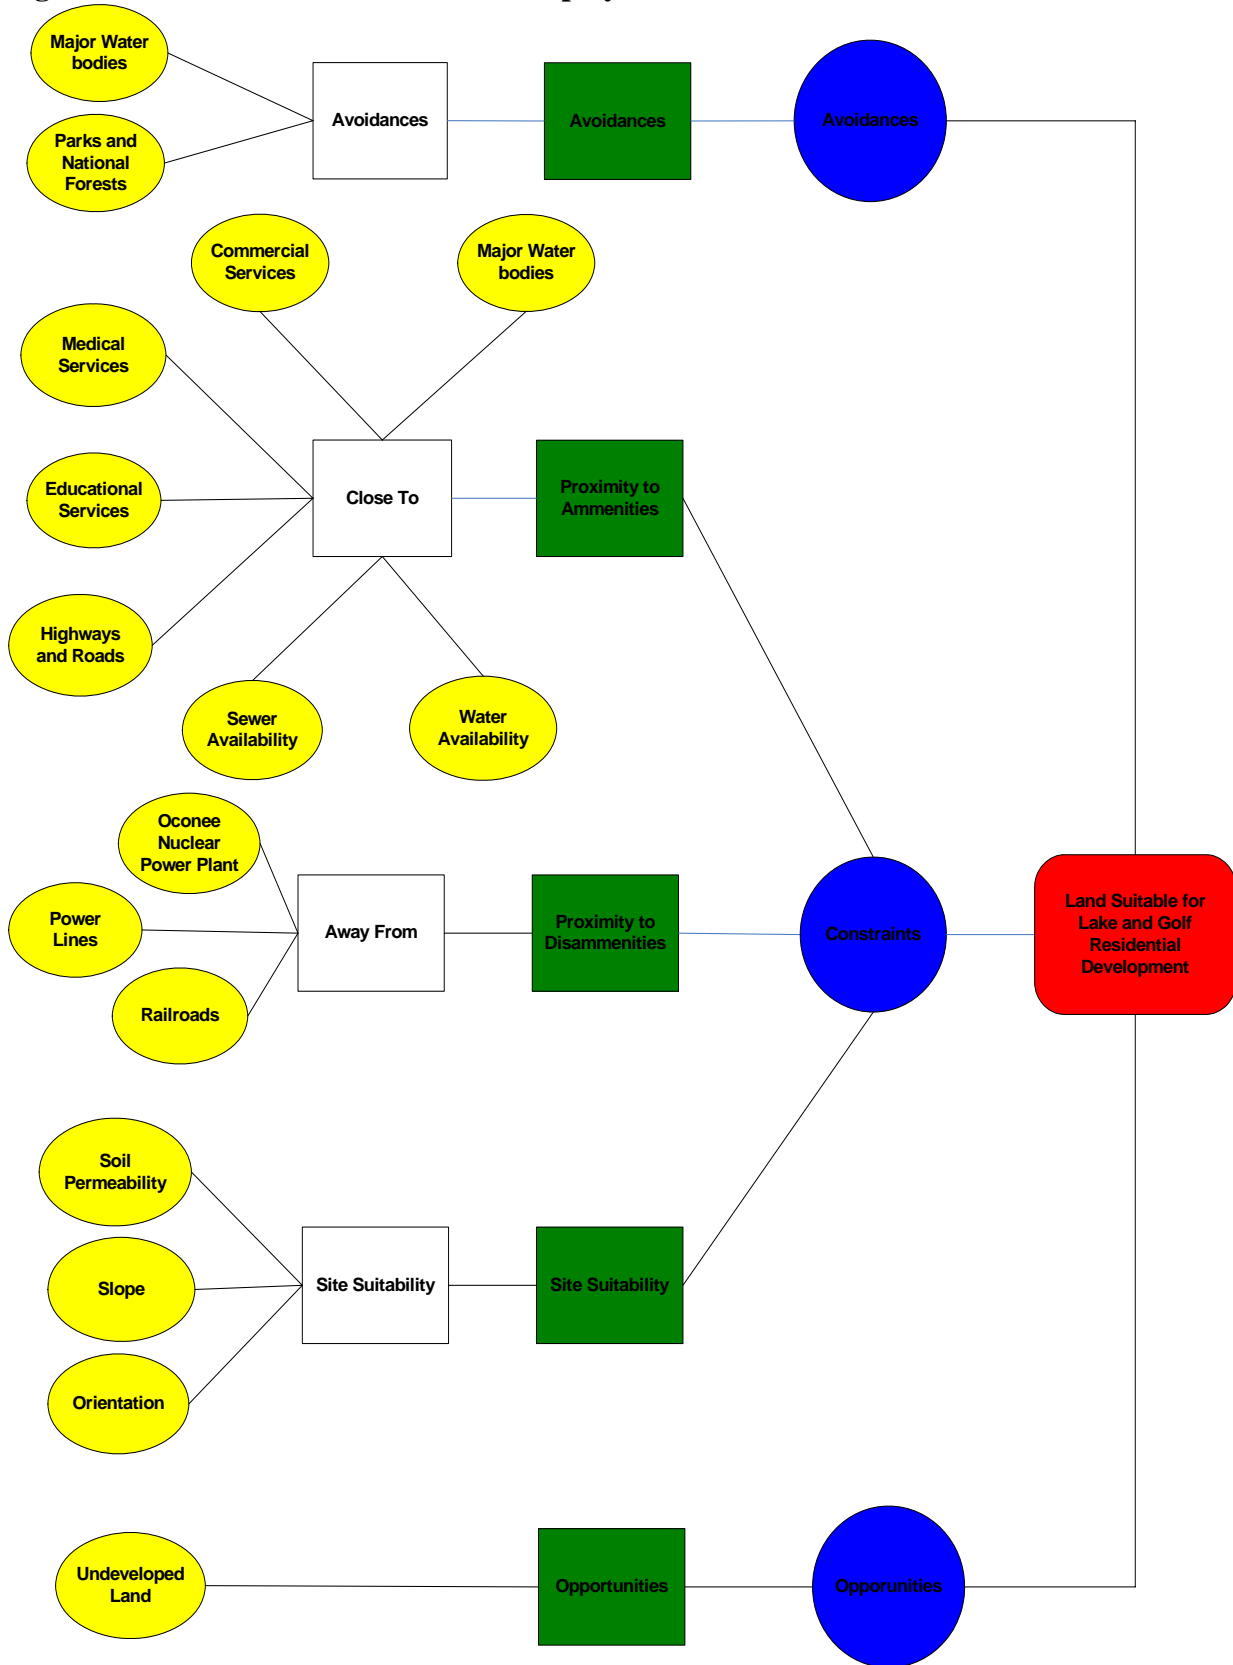 Major Water
bodies
Parks and
National
Forests
Avoidances
Avoidances
Avoidances
Commercial
Services
Major Water
bodies
Medical
Services
Educational
Services
Highways
and Roads
Close To
Proximity to
Ammenities
Sewer
Availability
Water
Availability
Oconee
Nuclear
Power Plant
Power
Lines
Railroads
Away From
Proximity to
Disammenities
Constraints
Land Suitable for
Lake and Golf
Residential
Development
Soil
Permeability
Slope
Orientation
Site Suitability
Site Suitability
Undeveloped
Land
Opportunities
Opporunities